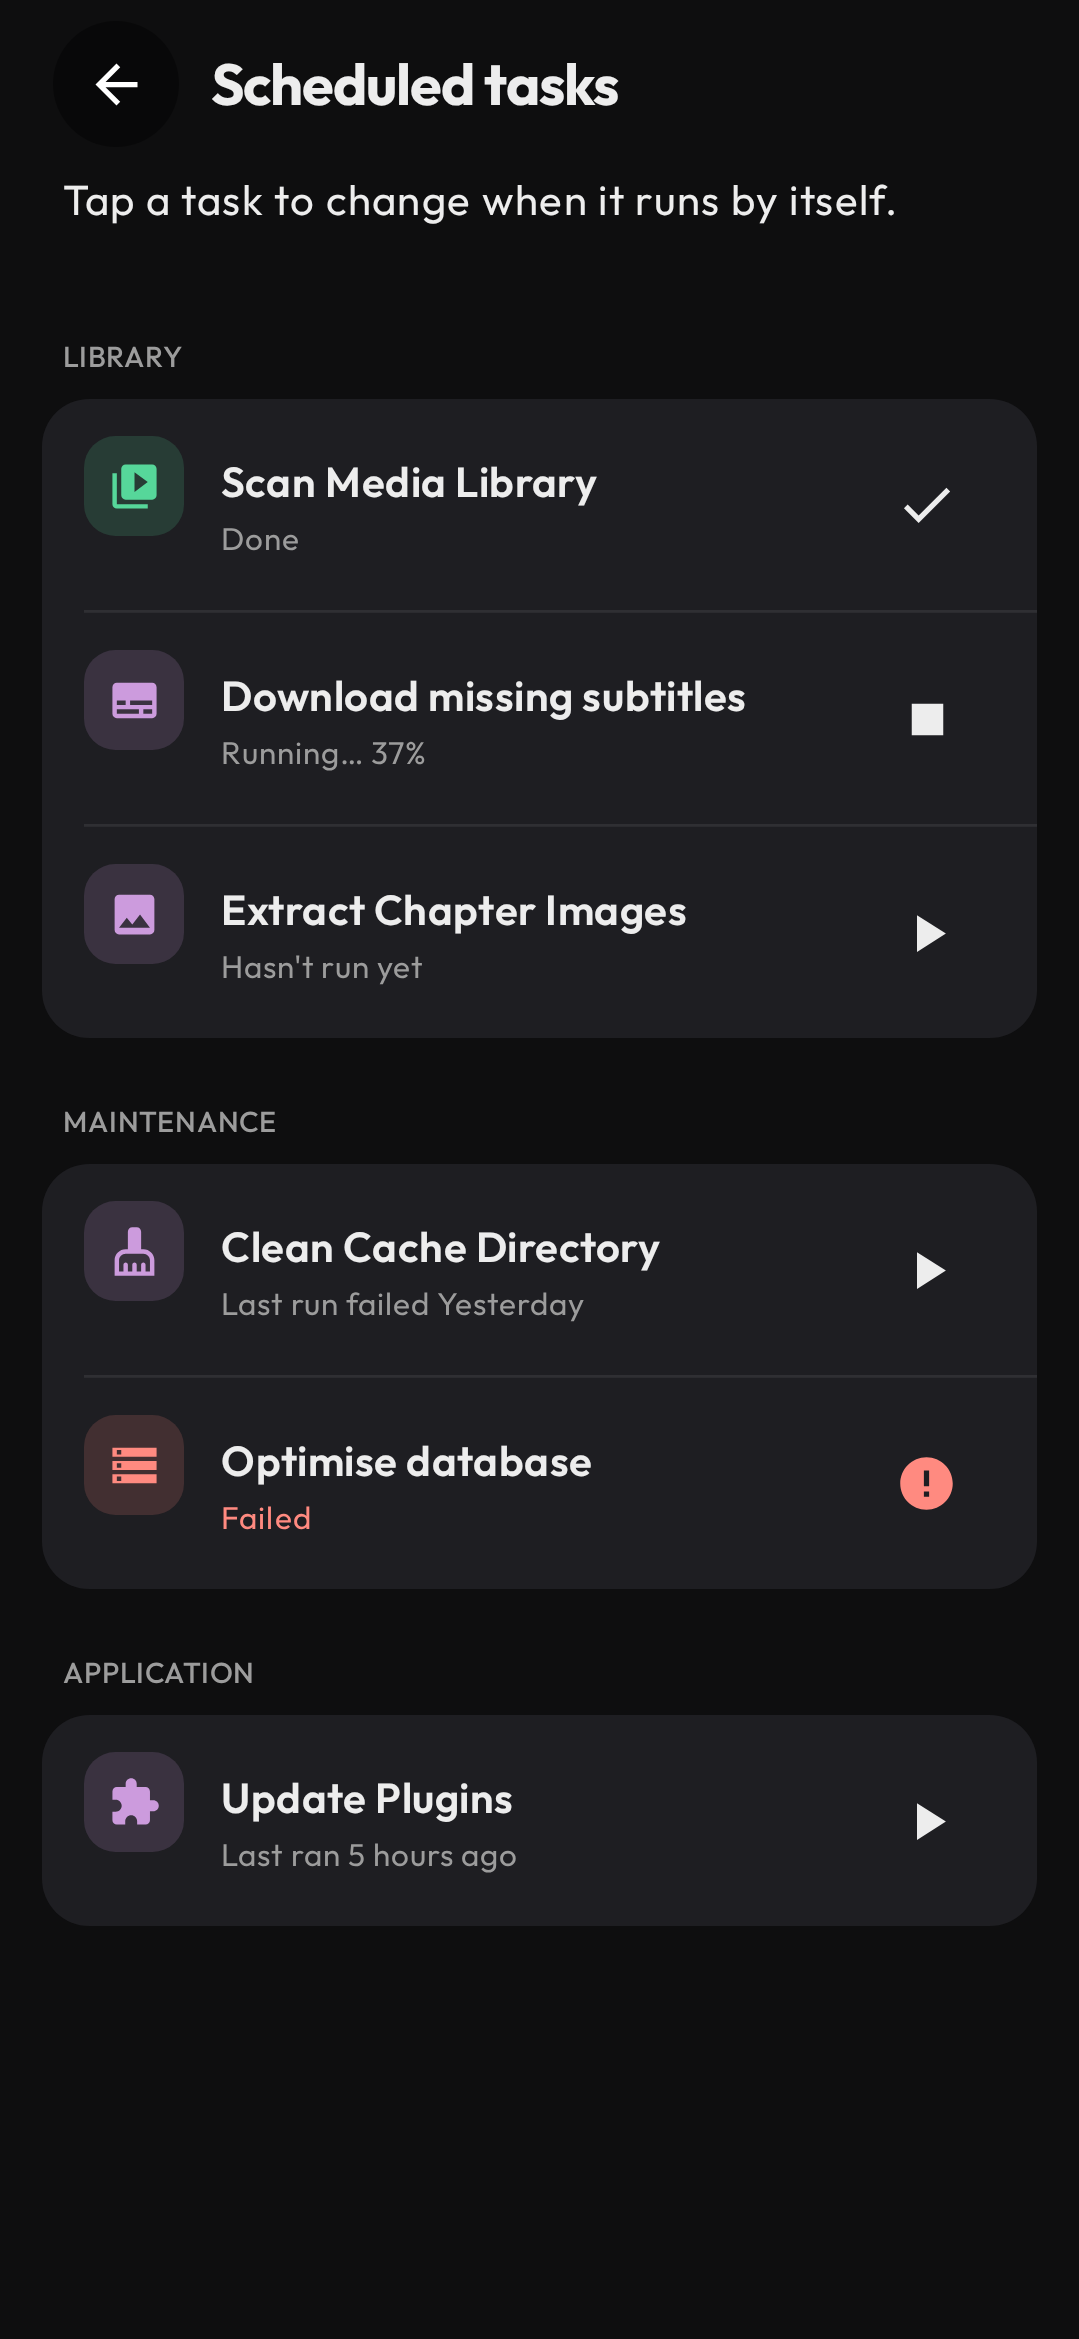 Scheduled tasks
Tap a task to change when it runs by itself.
LIBRARY
Scan Media Library
Done
Download missing subtitles
Running... 37%
Extract Chapter Images
Hasn't run yet
MAINTENANCE
Clean Cache Directory
Last run failed Yesterday
Optimise database
Failed
APPLICATION
Update Plugins
Last ran 5 hours ago